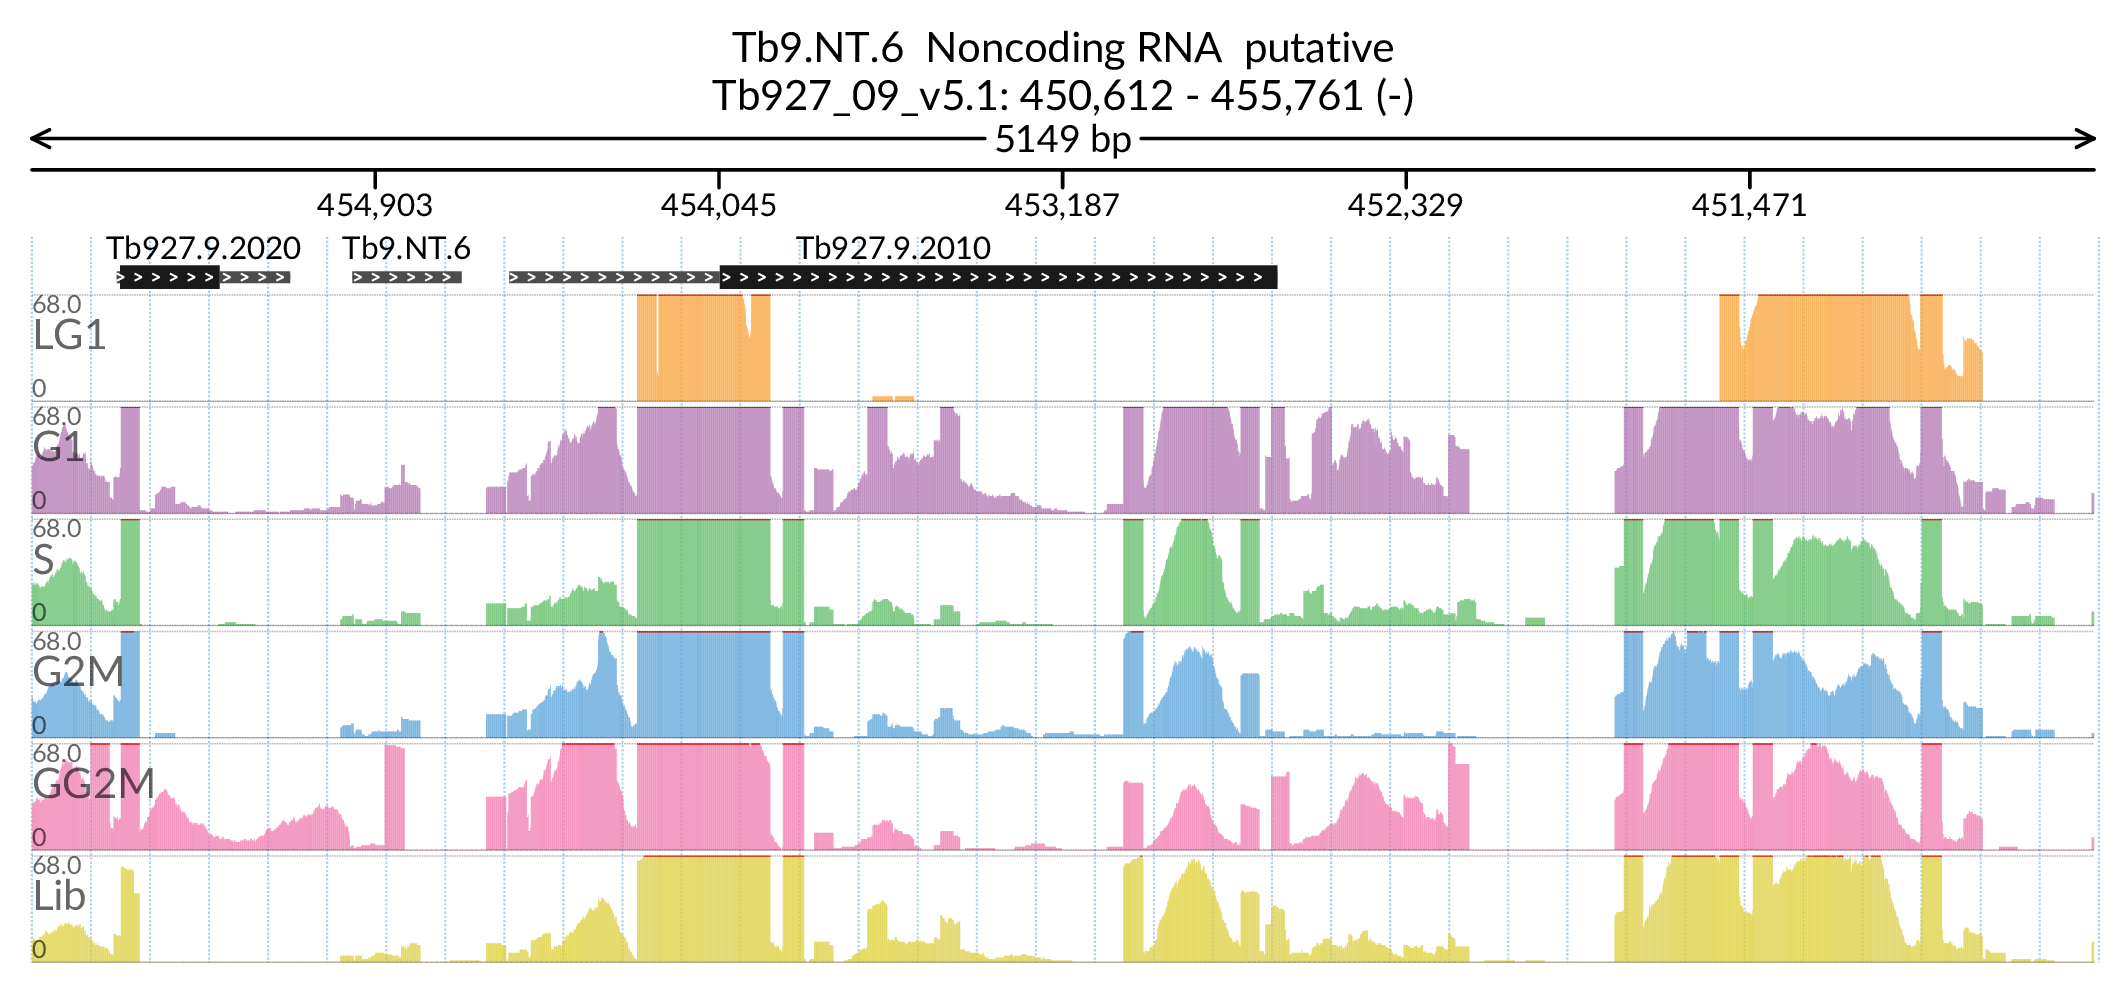 Tb9.NT.6 Noncoding RNA putative
Tb927_09_v5.1: 450,612 - 455,761 (-)
5149 bp
454,903 454,045 453,187 452,329 451,471
Tb927.9.2020 Tb9.NT.6 Tb927.9.2010
68.0
LG1
0
68.0
G1
0
68.0
S
0
68.0
G2M
0
68.0
GG2M
0
68.0
Lib
0